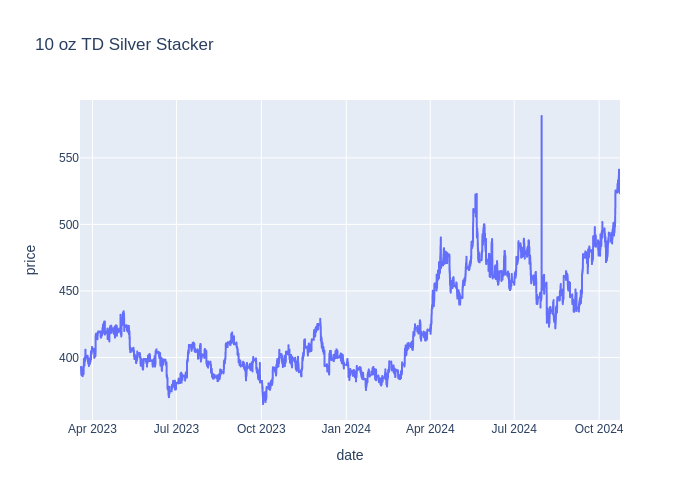 10 oz TD Silver Stacker
550
500
450
400
price
Apr 2023
Jul 2023
Oct 2023
Jan 2024
Apr 2024
Jul 2024
Oct 2024
date